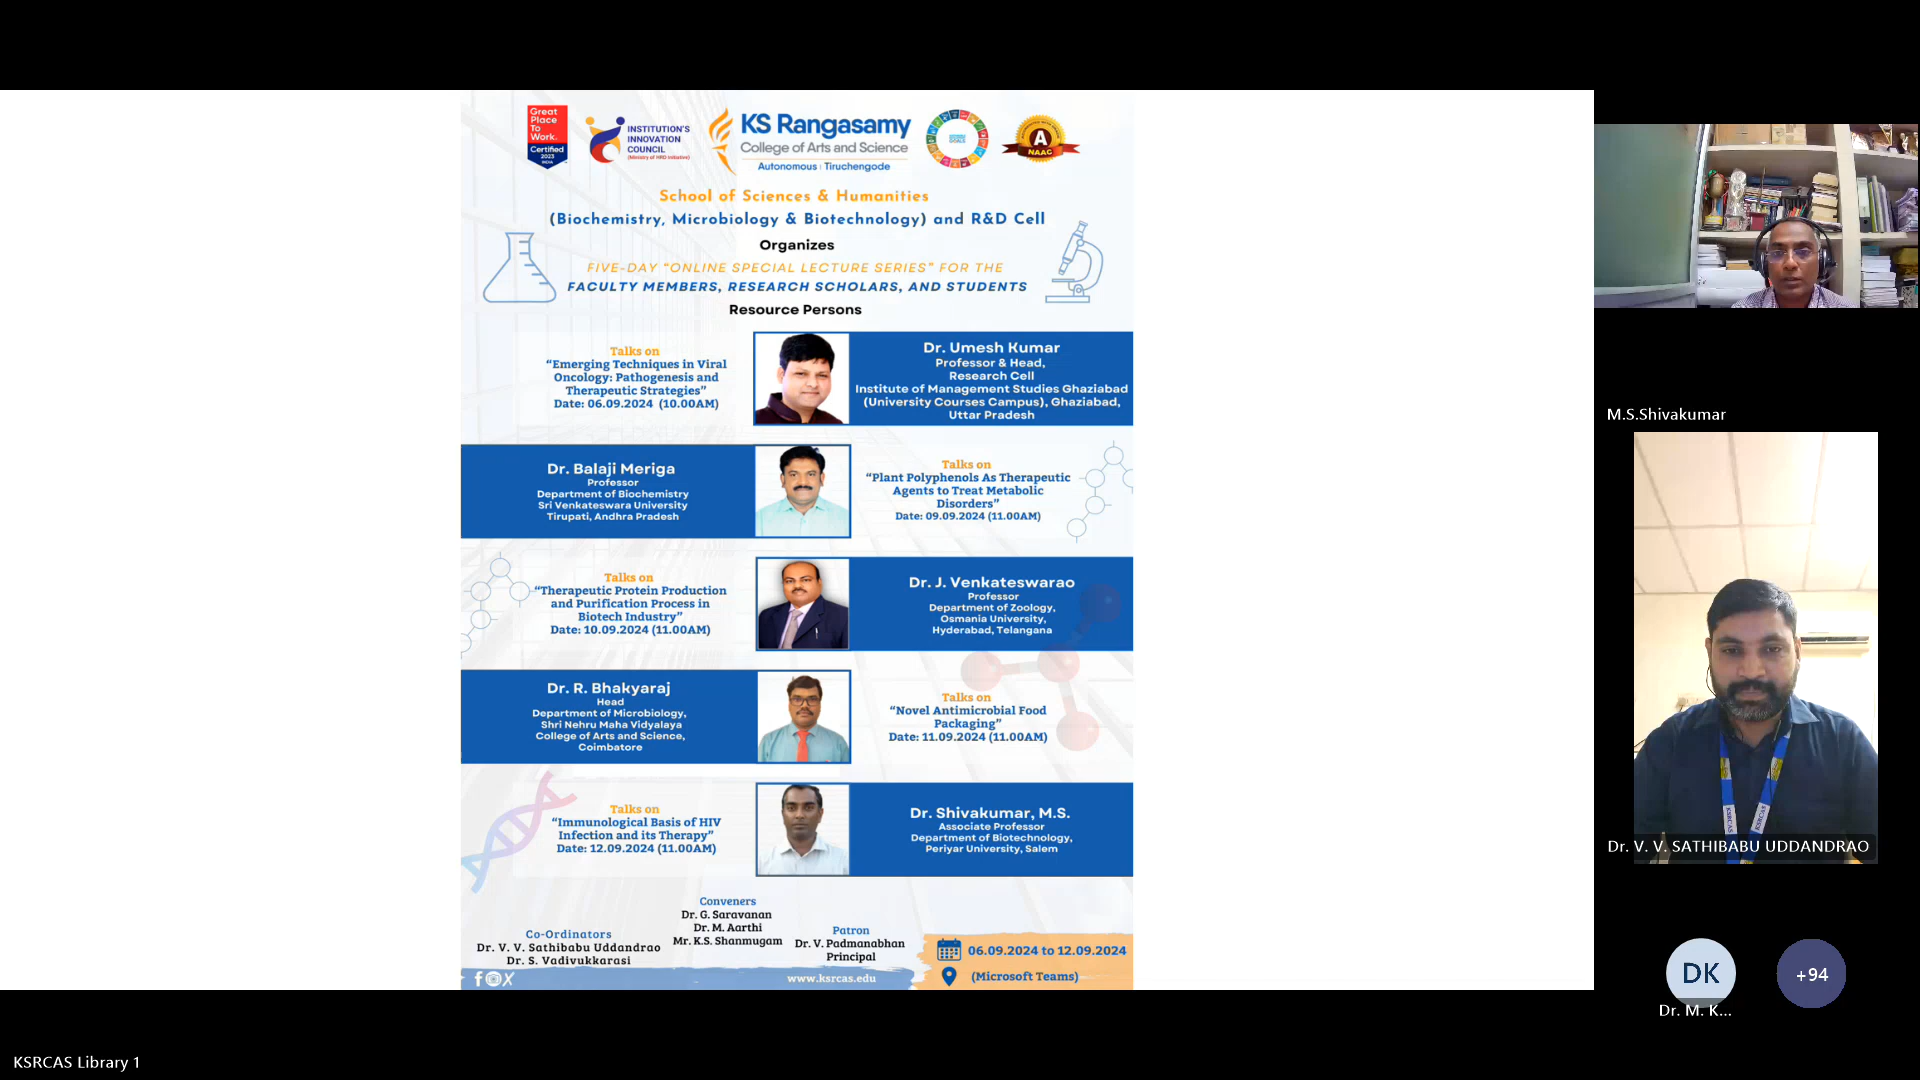 Great
Place
To
Work.
Certified
2023
INDIA
INSTITUTION'S
INNOVATION
COUNCIL
(Ministry of HRD Initiative)
KS Rangasamy
College of Arts and Science
Autonomous | Tiruchengode
A
NAAC
School of Sciences & Humanities
(Biochemistry, Microbiology & Biotechnology) and R&D Cell
Organizes
FIVE-DAY “ONLINE SPECIAL LECTURE SERIES” FOR THE
FACULTY MEMBERS, RESEARCH SCHOLARS, AND STUDENTS
Resource Persons
Talks on
“Emerging Techniques in Viral
Oncology: Pathogenesis and
Therapeutic Strategies”
Date: 06.09.2024 (10.00AM)
Dr. Umesh Kumar
Professor & Head,
Research Cell
Institute of Management Studies Ghaziabad
(University Courses Campus), Ghaziabad,
Uttar Pradesh
Dr. Balaji Meriga
Professor
Department of Biochemistry
Sri Venkateswara University
Tirupati, Andhra Pradesh
Talks on
“Plant Polyphenols As Therapeutic
Agents to Treat Metabolic
Disorders”
Date: 09.09.2024 (11.00AM)
Talks on
“Therapeutic Protein Production
and Purification Process in
Biotech Industry”
Date: 10.09.2024 (11.00AM)
Dr. J. Venkateswarao
Professor
Department of Zoology,
Osmania University,
Hyderabad, Telangana
Dr. R. Bhakyaraj
Head
Department of Microbiology,
Shri Nehru Maha Vidyalaya
College of Arts and Science,
Coimbatore
Talks on
“Novel Antimicrobial Food
Packaging”
Date: 11.09.2024 (11.00AM)
Talks on
“Immunological Basis of HIV
Infection and its Therapy”
Date: 12.09.2024 (11.00AM)
Dr. Shivakumar, M.S.
Associate Professor
Department of Biotechnology,
Periyar University, Salem
Co-Ordinators
Dr. V. V. Sathibabu Uddandrao
Dr. S. Vadivukkarasi
Conveners
Dr. G. Saravanan
Dr. M. Aarthi
Mr. K.S. Shanmugam
Patron
Dr. V. Padmanabhan
Principal
06.09.2024 to 12.09.2024
(Microsoft Teams)
www.ksrcas.edu
M.S.Shivakumar
KSRCAS
KSRCAS
Dr. V. V. SATHIBABU UDDANDRAO
DK
Dr. M. K...
+94
KSRCAS Library 1